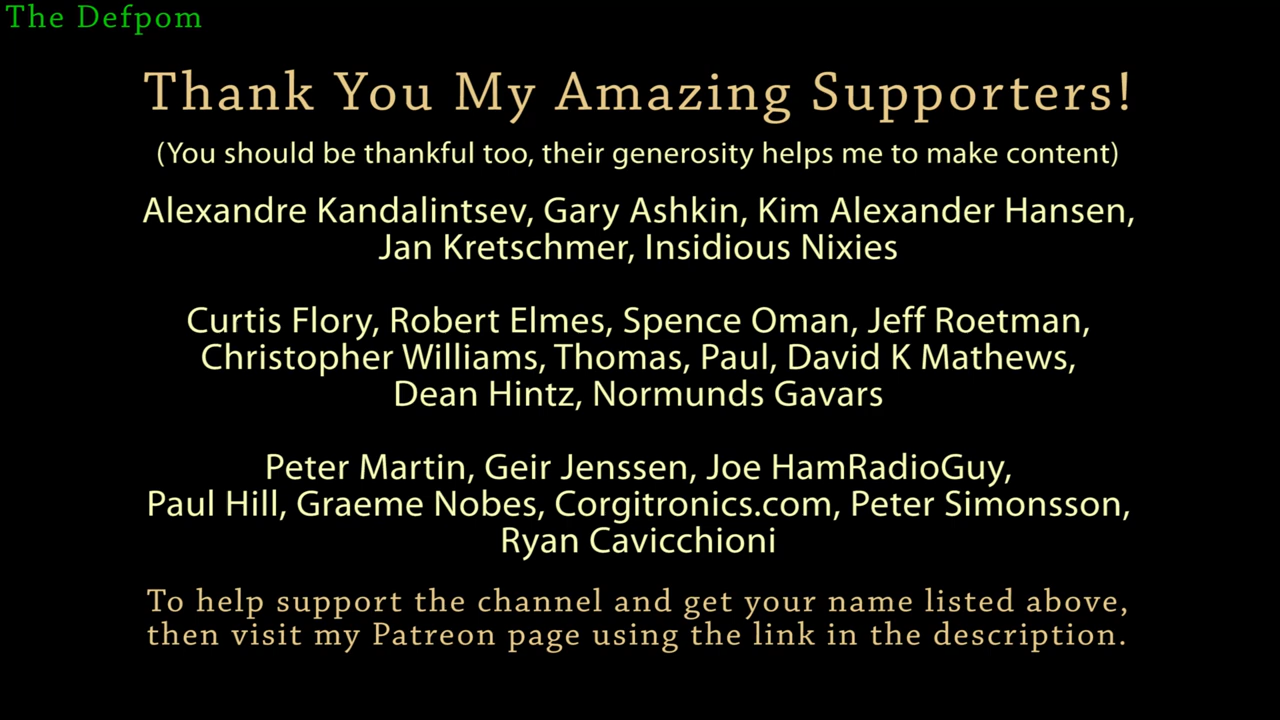 The Defpom
Thank You My Amazing Supporters!
(You should be thankful too, their generosity helps me to make content)
Alexandre Kandalintsev, Gary Ashkin, Kim Alexander Hansen,
Jan Kretschmer, Insidious Nixies
Curtis Flory, Robert Elmes, Spence Oman, Jeff Roetman,
Christopher Williams, Thomas, Paul, David K Mathews,
Dean Hintz, Normunds Gavars
Peter Martin, Geir Jenssen, Joe HamRadioGuy,
Paul Hill, Graeme Nobes, Corgitronics.com, Peter Simonsson,
Ryan Cavicchioni
To help support the channel and get your name listed above,
then visit my Patreon page using the link in the description.